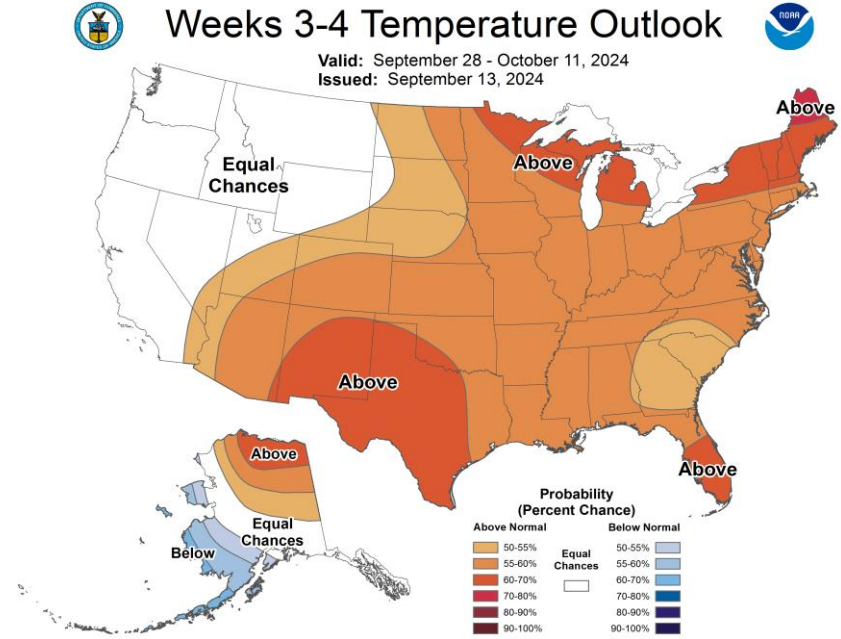 Weeks 3-4 Temperature Outlook
NOAA
Valid: September 28 - October 11, 2024
Issued: September 13, 2024
Above
Above
Equal
Chances
Above
Above
Above
Equal
Chances
Below
Probability
(Percent Chance)
Above Normal
Below Normal
50-55%
55-60%
60-70%
70-80%
80-90%
90-100%
Equal
Chances
50-55%
55-60%
60-70%
70-80%
80-90%
90-100%